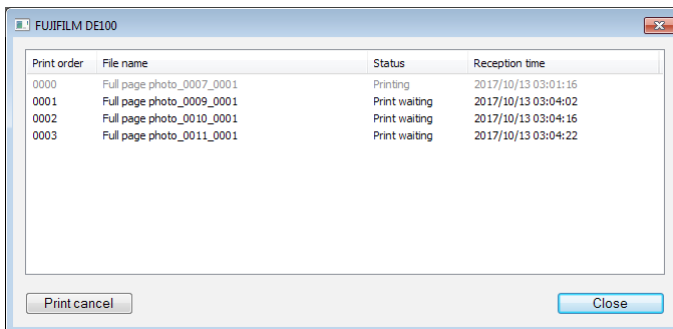 FUJIFILM DE100
Print order File name Status Reception time
0000 Full page photo_0007_0001 Printing 2017/10/13 03:01:16
0001 Full page photo_0009_0001 Print waiting 2017/10/13 03:04:02
0002 Full page photo_0010_0001 Print waiting 2017/10/13 03:04:16
0003 Full page photo_0011_0001 Print waiting 2017/10/13 03:04:22
Print cancel Close